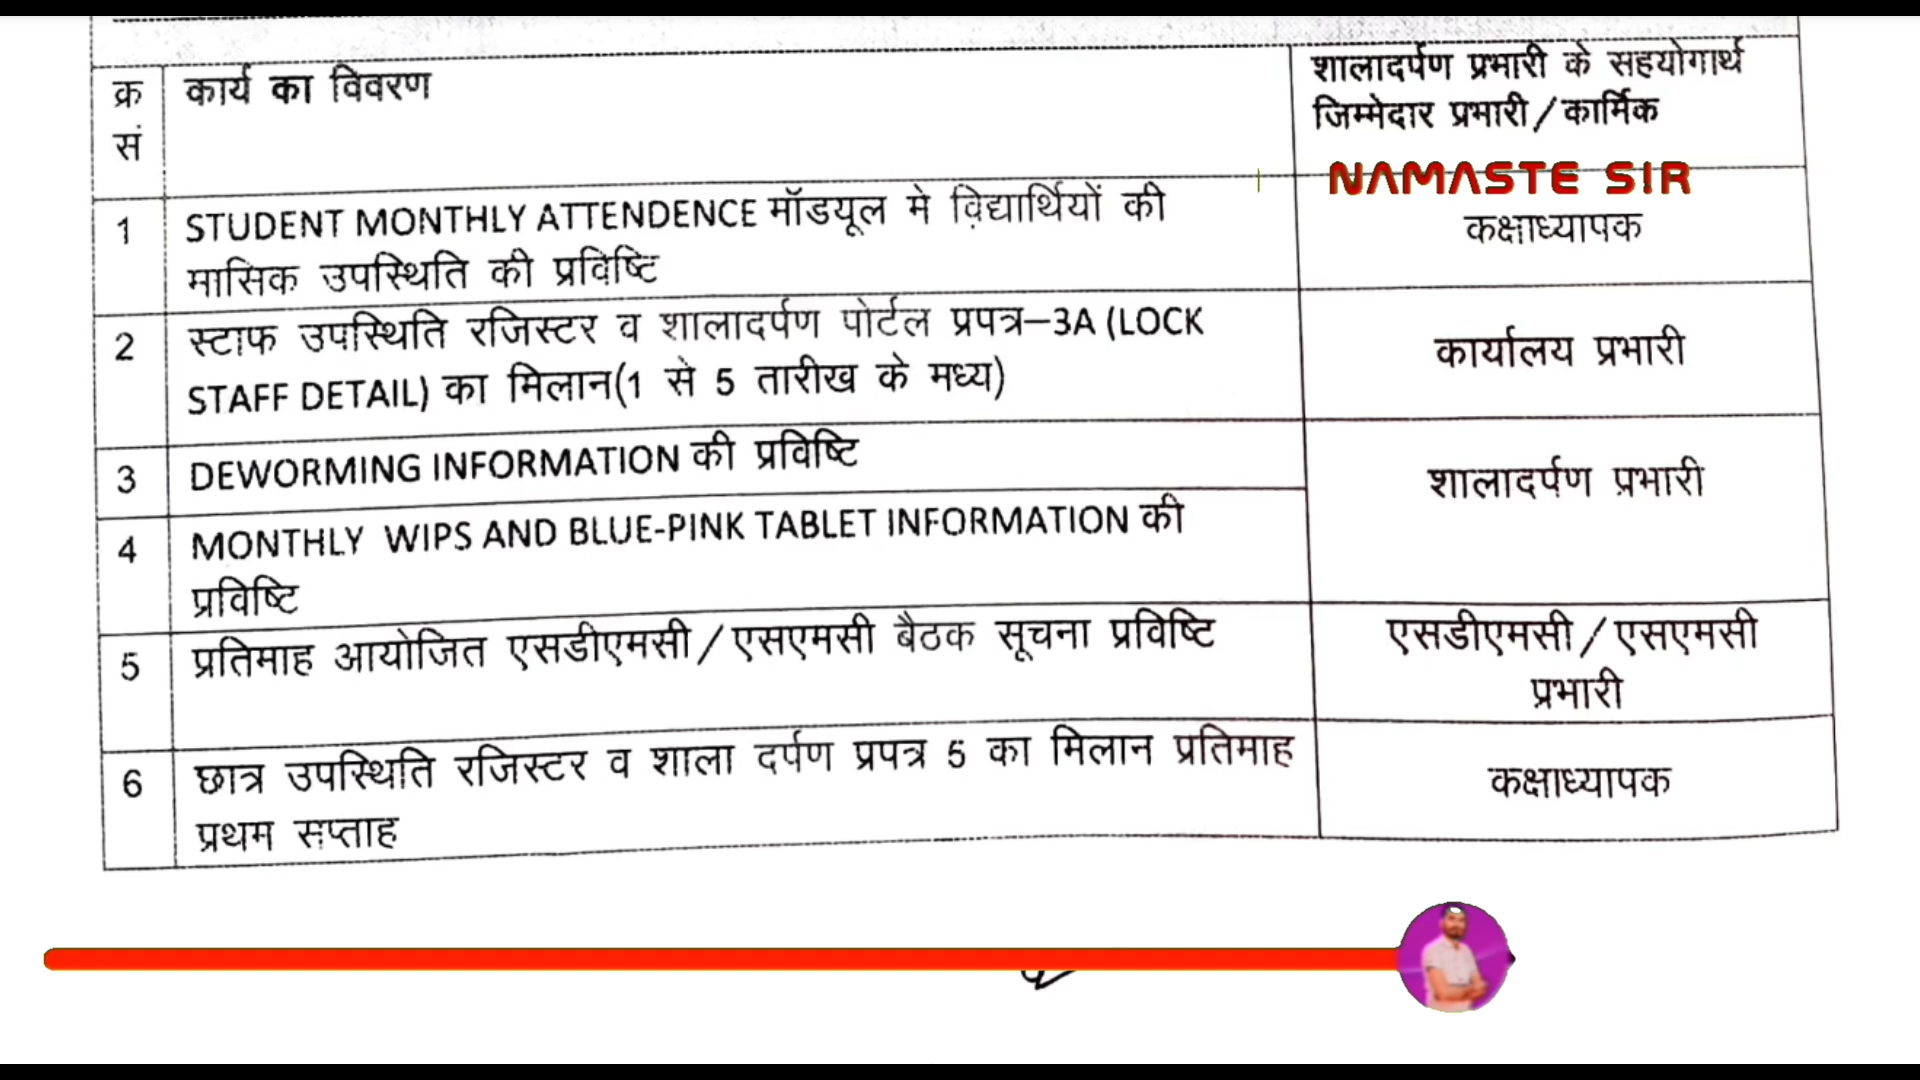 क्र सं
कार्य का विवरण
शालादर्पण प्रभारी के सहयोगार्थ
जिम्मेदार प्रभारी/कार्मिक
NAMASTE SIR
1
STUDENT MONTHLY ATTENDENCE मॉडयूल मे विद्यार्थियों की
मासिक उपस्थिति की प्रविष्टि
कक्षाध्यापक
2
स्टाफ उपस्थिति रजिस्टर व शालादर्पण पोर्टल प्रपत्र–3A (LOCK
STAFF DETAIL) का मिलान(1 से 5 तारीख के मध्य)
कार्यालय प्रभारी
3
DEWORMING INFORMATION की प्रविष्टि
शालादर्पण प्रभारी
4
MONTHLY WIPS AND BLUE-PINK TABLET INFORMATION की
प्रविष्टि
5
प्रतिमाह आयोजित एसडीएमसी/एसएमसी बैठक सूचना प्रविष्टि
एसडीएमसी/एसएमसी
प्रभारी
6
छात्र उपस्थिति रजिस्टर व शाला दर्पण प्रपत्र 5 का मिलान प्रतिमाह
प्रथम सप्ताह
कक्षाध्यापक